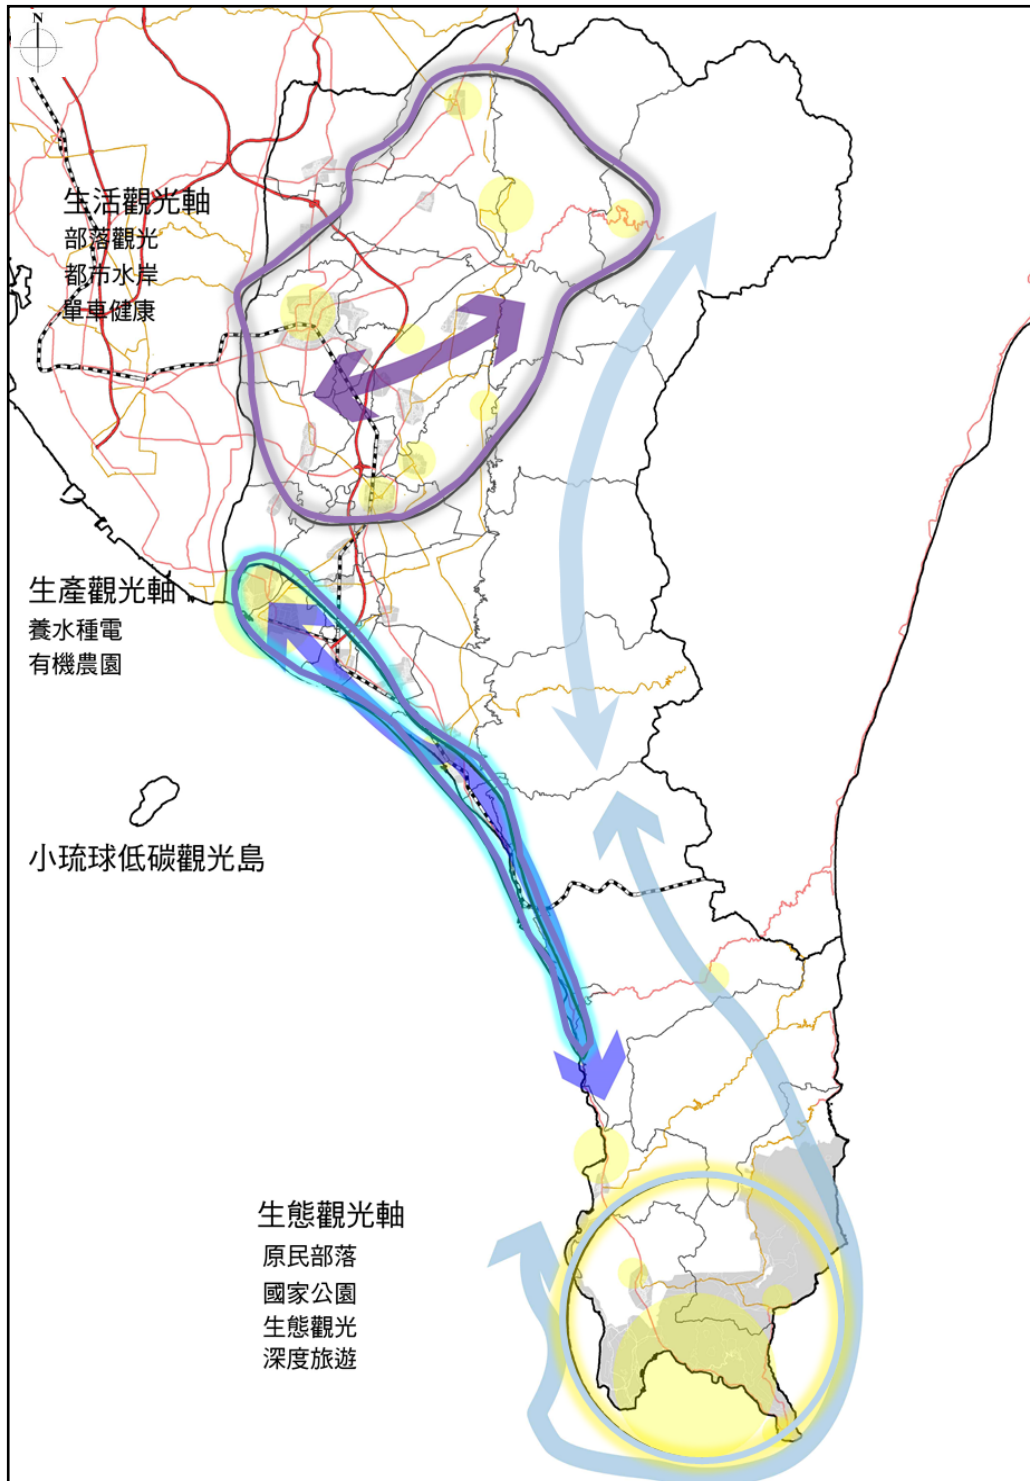 N
生活觀光軸
部落觀光
都市水岸
單車健康
生產觀光軸
養水種電
有機農園
小琉球低碳觀光島
生態觀光軸
原民部落
國家公園
生態觀光
深度旅遊